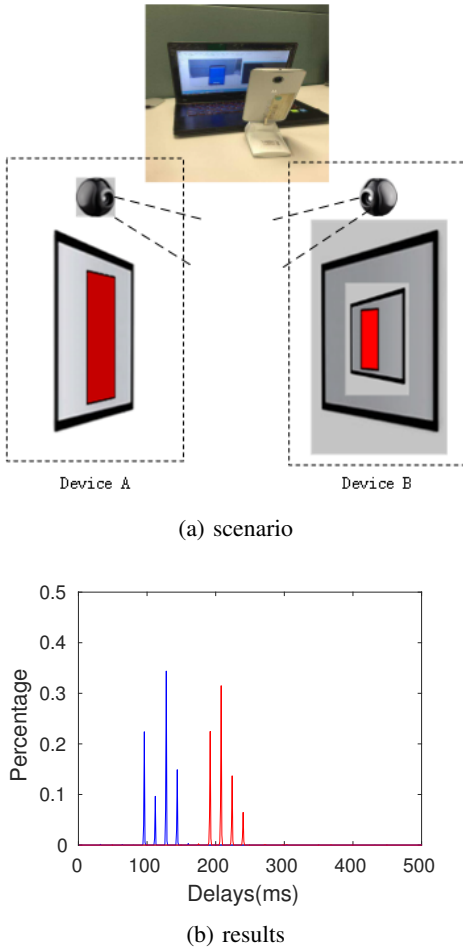 Device A
Device B
(a) scenario
0.5
0.4
0.3
0.2
0.1
0
Percentage
0
100
200
300
400
500
Delays(ms)
(b) results